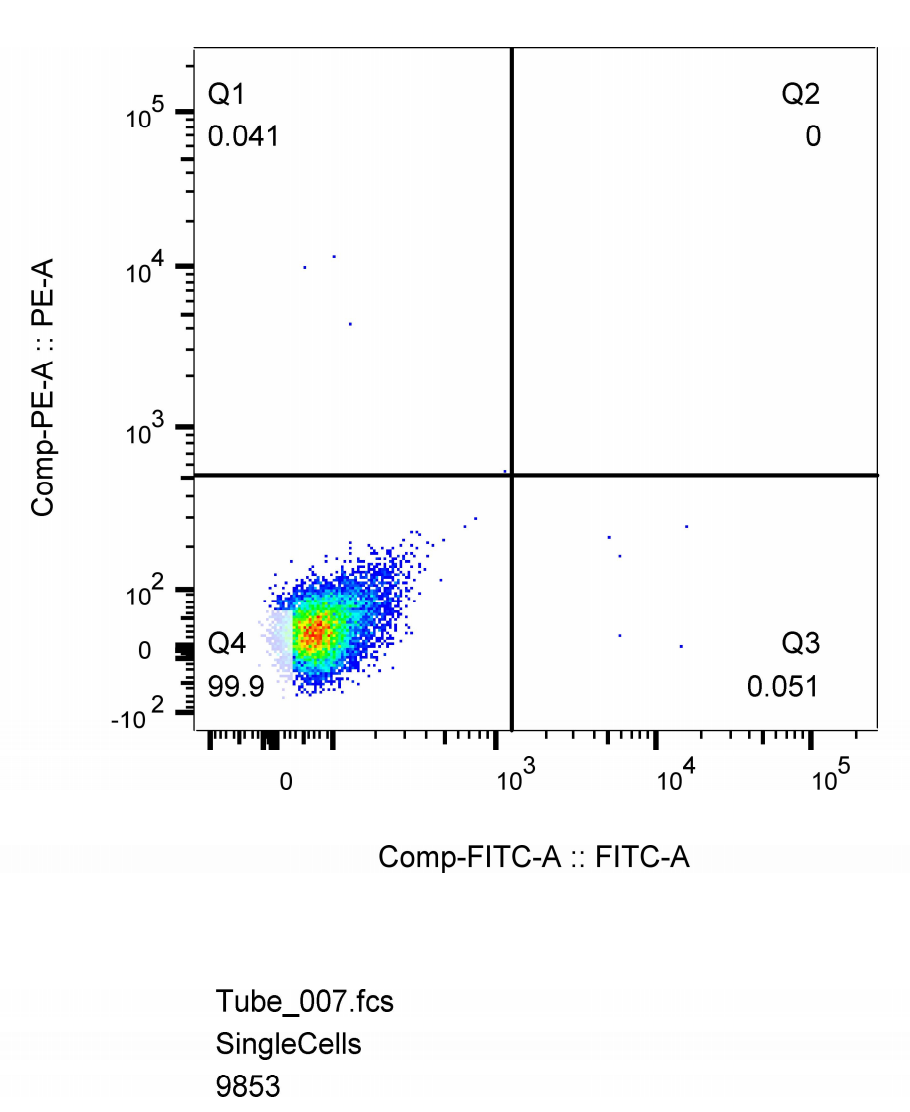 Q1
0.041
Q2
0
Q4
99.9
Q3
0.051
10^5
10^4
10^3
10^2
0
-10^2
Comp-PE-A :: PE-A
0
10^3
10^4
10^5
Comp-FITC-A :: FITC-A
Tube_007.fcs
SingleCells
9853